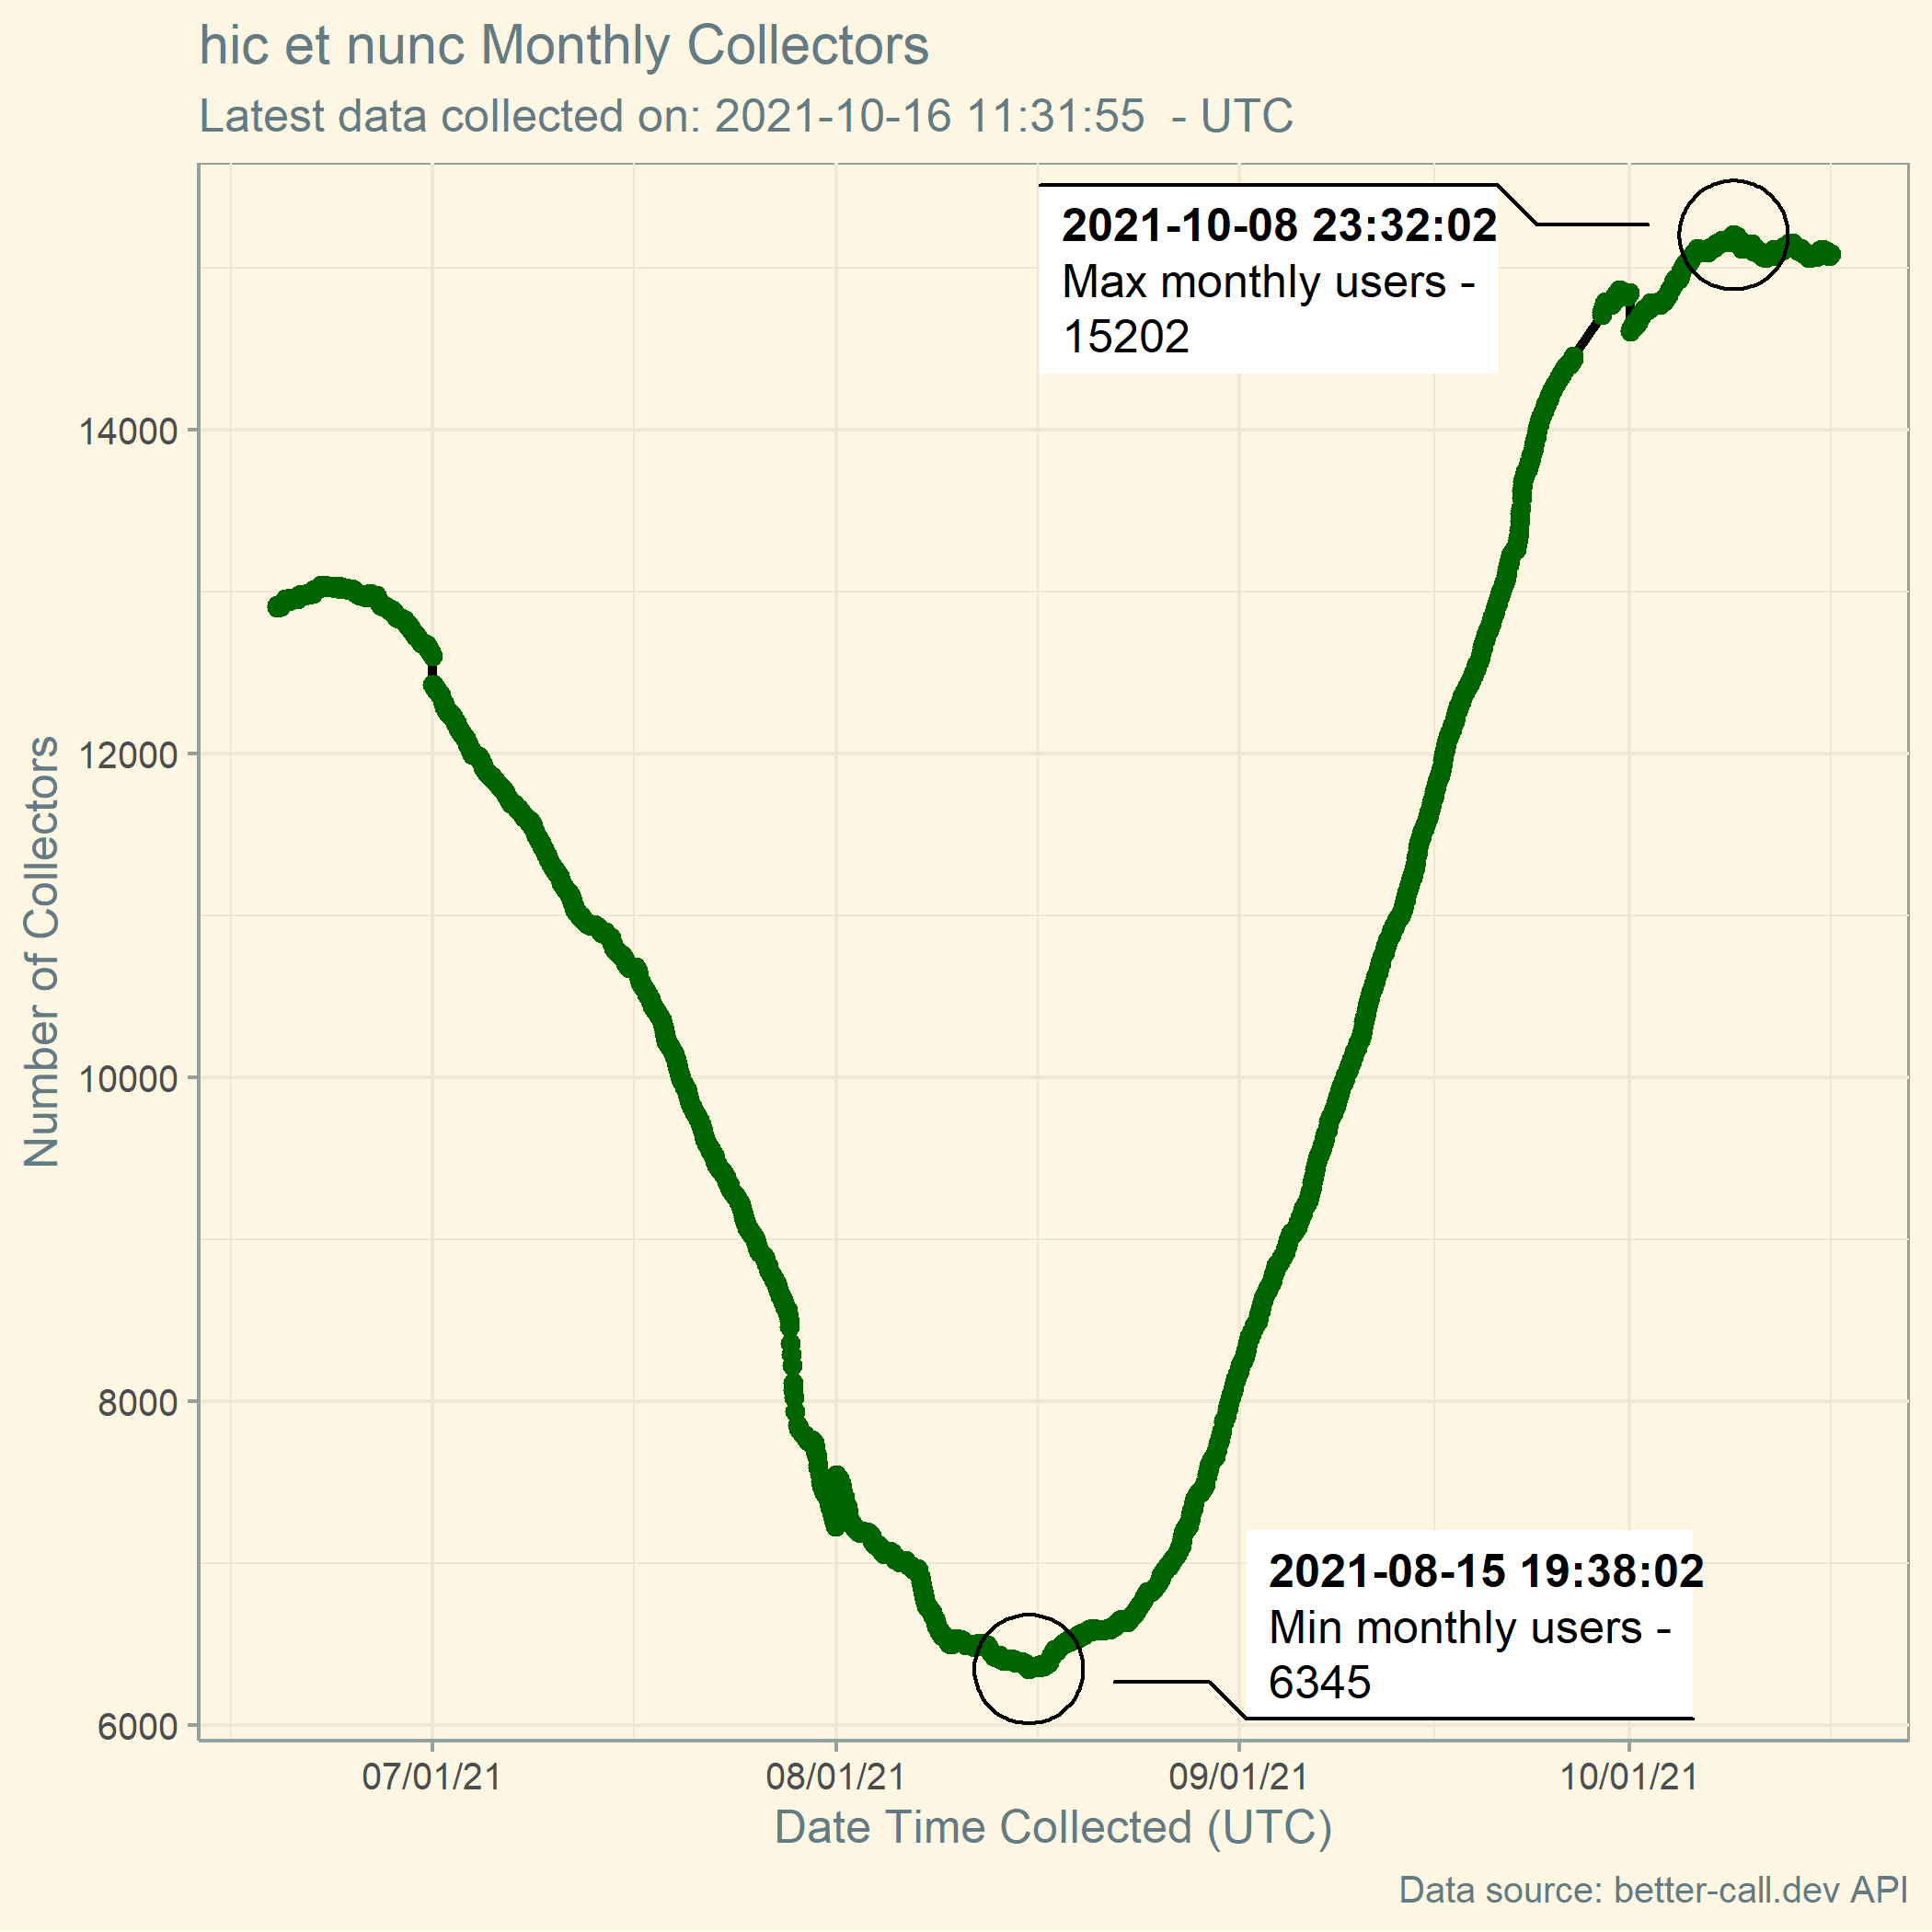 hic et nunc Monthly Collectors
Latest data collected on: 2021-10-16 11:31:55  - UTC
2021-10-08 23:32:02
Max monthly users -
15202
14000
12000
10000
8000
6000
Number of Collectors
2021-08-15 19:38:02
Min monthly users -
6345
07/01/21
08/01/21
09/01/21
10/01/21
Date Time Collected (UTC)
Data source: better-call.dev API